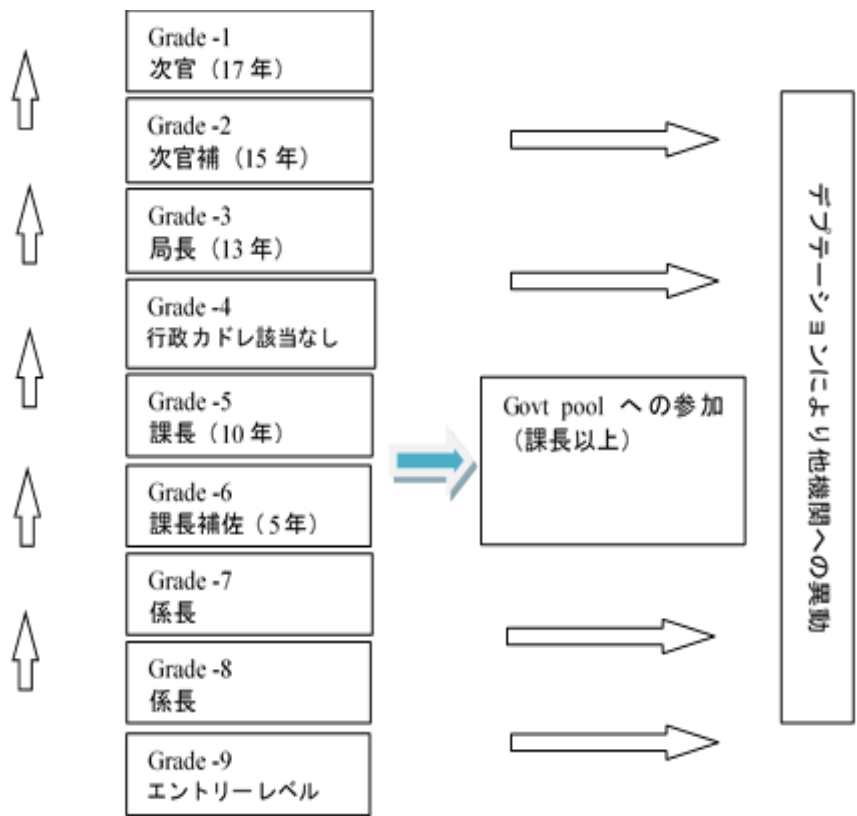 Grade -1
次官（17 年）
Grade -2
次官補（15 年）
Grade -3
局長（13 年）
Grade -4
行政カドレ該当なし
Grade -5
課長（10 年）
Grade -6
課長補佐（5 年）
Grade -7
係長
Grade -8
係長
Grade -9
エントリーレベル
Govt pool への参加
（課長以上）
デプテーションにより他機関への異動